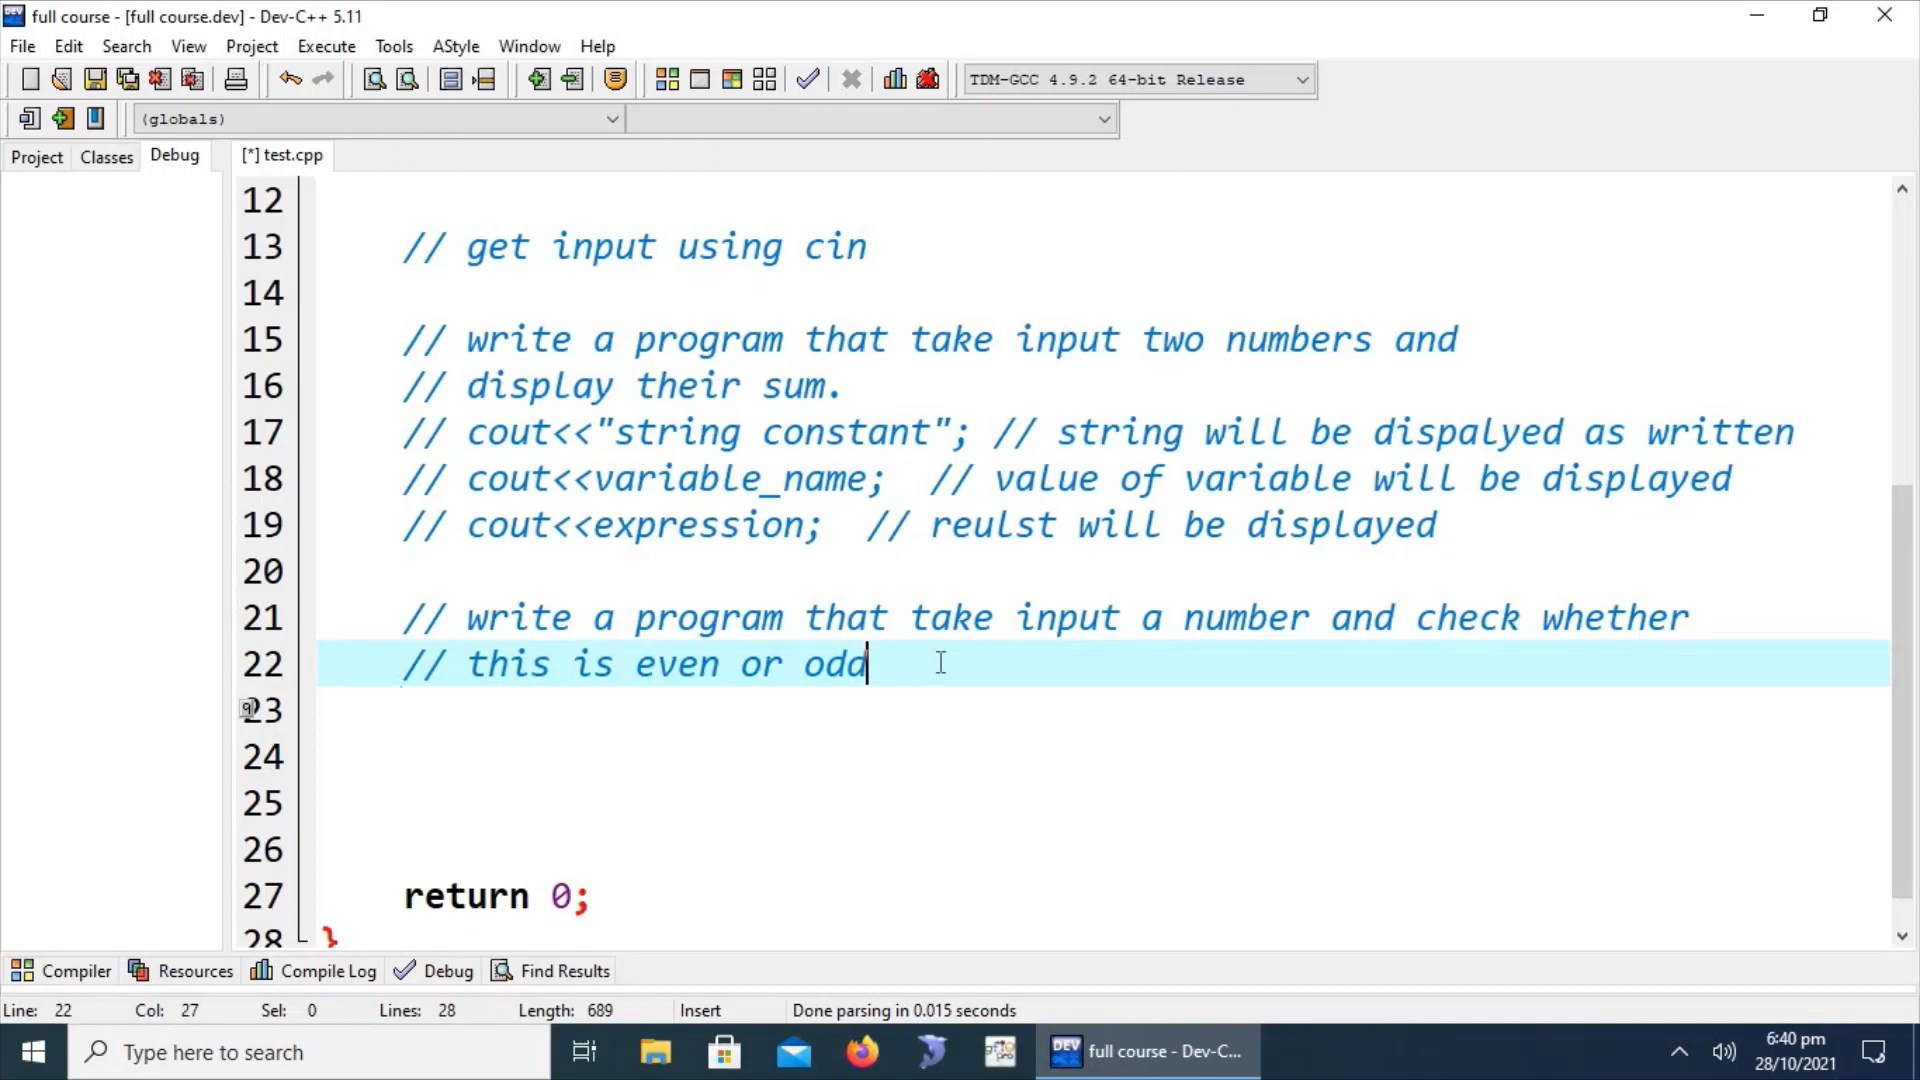 full course - [full course.dev] - Dev-C++ 5.11
File Edit Search View Project Execute Tools AStyle Window Help
TDM-GCC 4.9.2 64-bit Release
(globals)
Project Classes Debug [*] test.cpp
12
13 // get input using cin
14
15 // write a program that take input two numbers and
16 // display their sum.
17 // cout<<"string constant"; // string will be dispalyed as written
18 // cout<<variable_name; // value of variable will be displayed
19 // cout<<expression; // reulst will be displayed
20
21 // write a program that take input a number and check whether
22 // this is even or odd
23
24
25
26
27 return 0;
28 }
Compiler Resources Compile Log Debug Find Results
Line: 22 Col: 27 Sel: 0 Lines: 28 Length: 689 Insert Done parsing in 0.015 seconds
Type here to search
DEV full course - Dev-C...
6:40 pm
28/10/2021